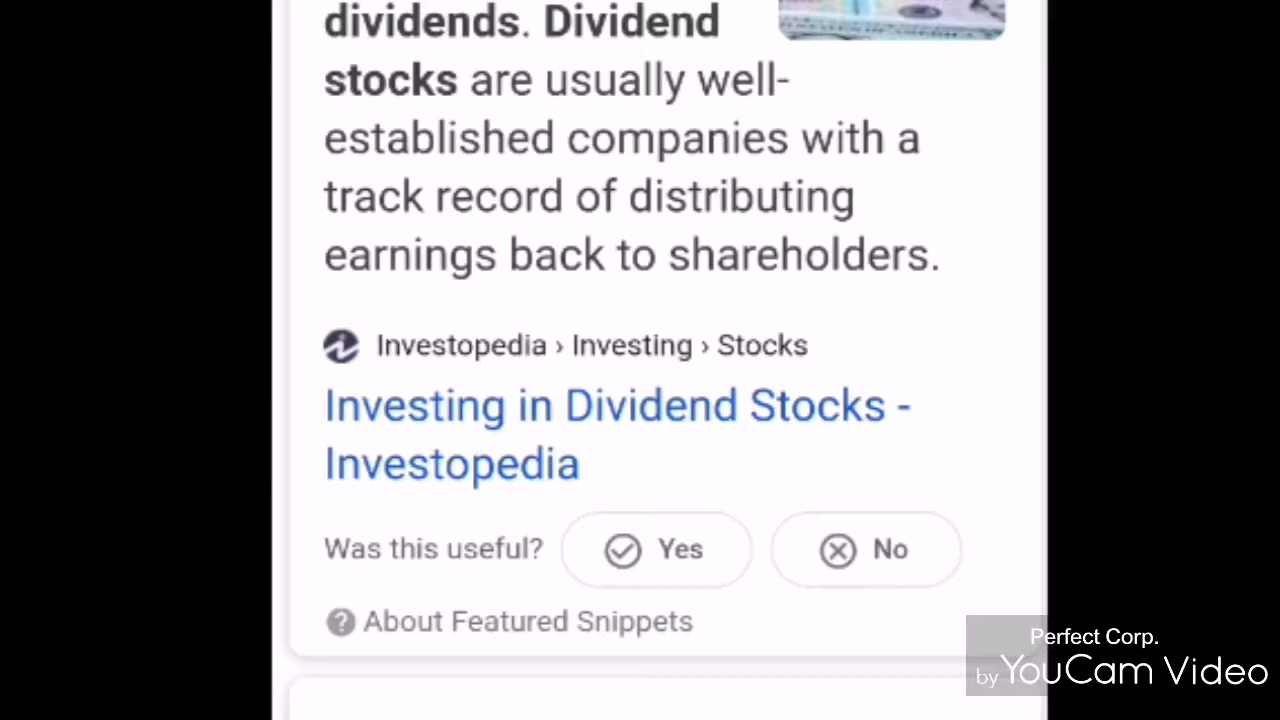 dividends. Dividend
stocks are usually well-
established companies with a
track record of distributing
earnings back to shareholders.
Investopedia › Investing › Stocks
Investing in Dividend Stocks -
Investopedia
Was this useful? Yes No
About Featured Snippets
Perfect Corp.
by YouCam Video